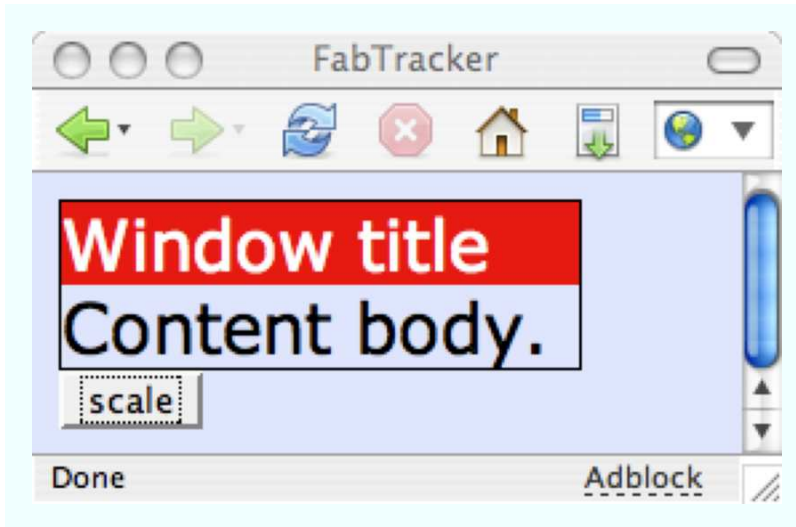 FabTracker
Window title
Content body.
scale
Done Adblock